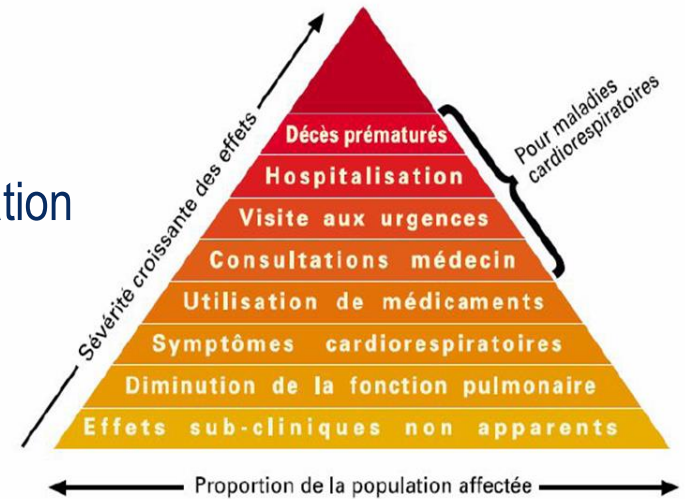 Décès prématurés
Hospitalisation
Visite aux urgences
Consultations médecin
Utilisation de médicaments
Symptômes cardiorespiratoires
Diminution de la fonction pulmonaire
Effets sub-cliniques non apparents
Sévérité croissante des effets
Pour maladies
cardiorespiratoires
Proportion de la population affectée